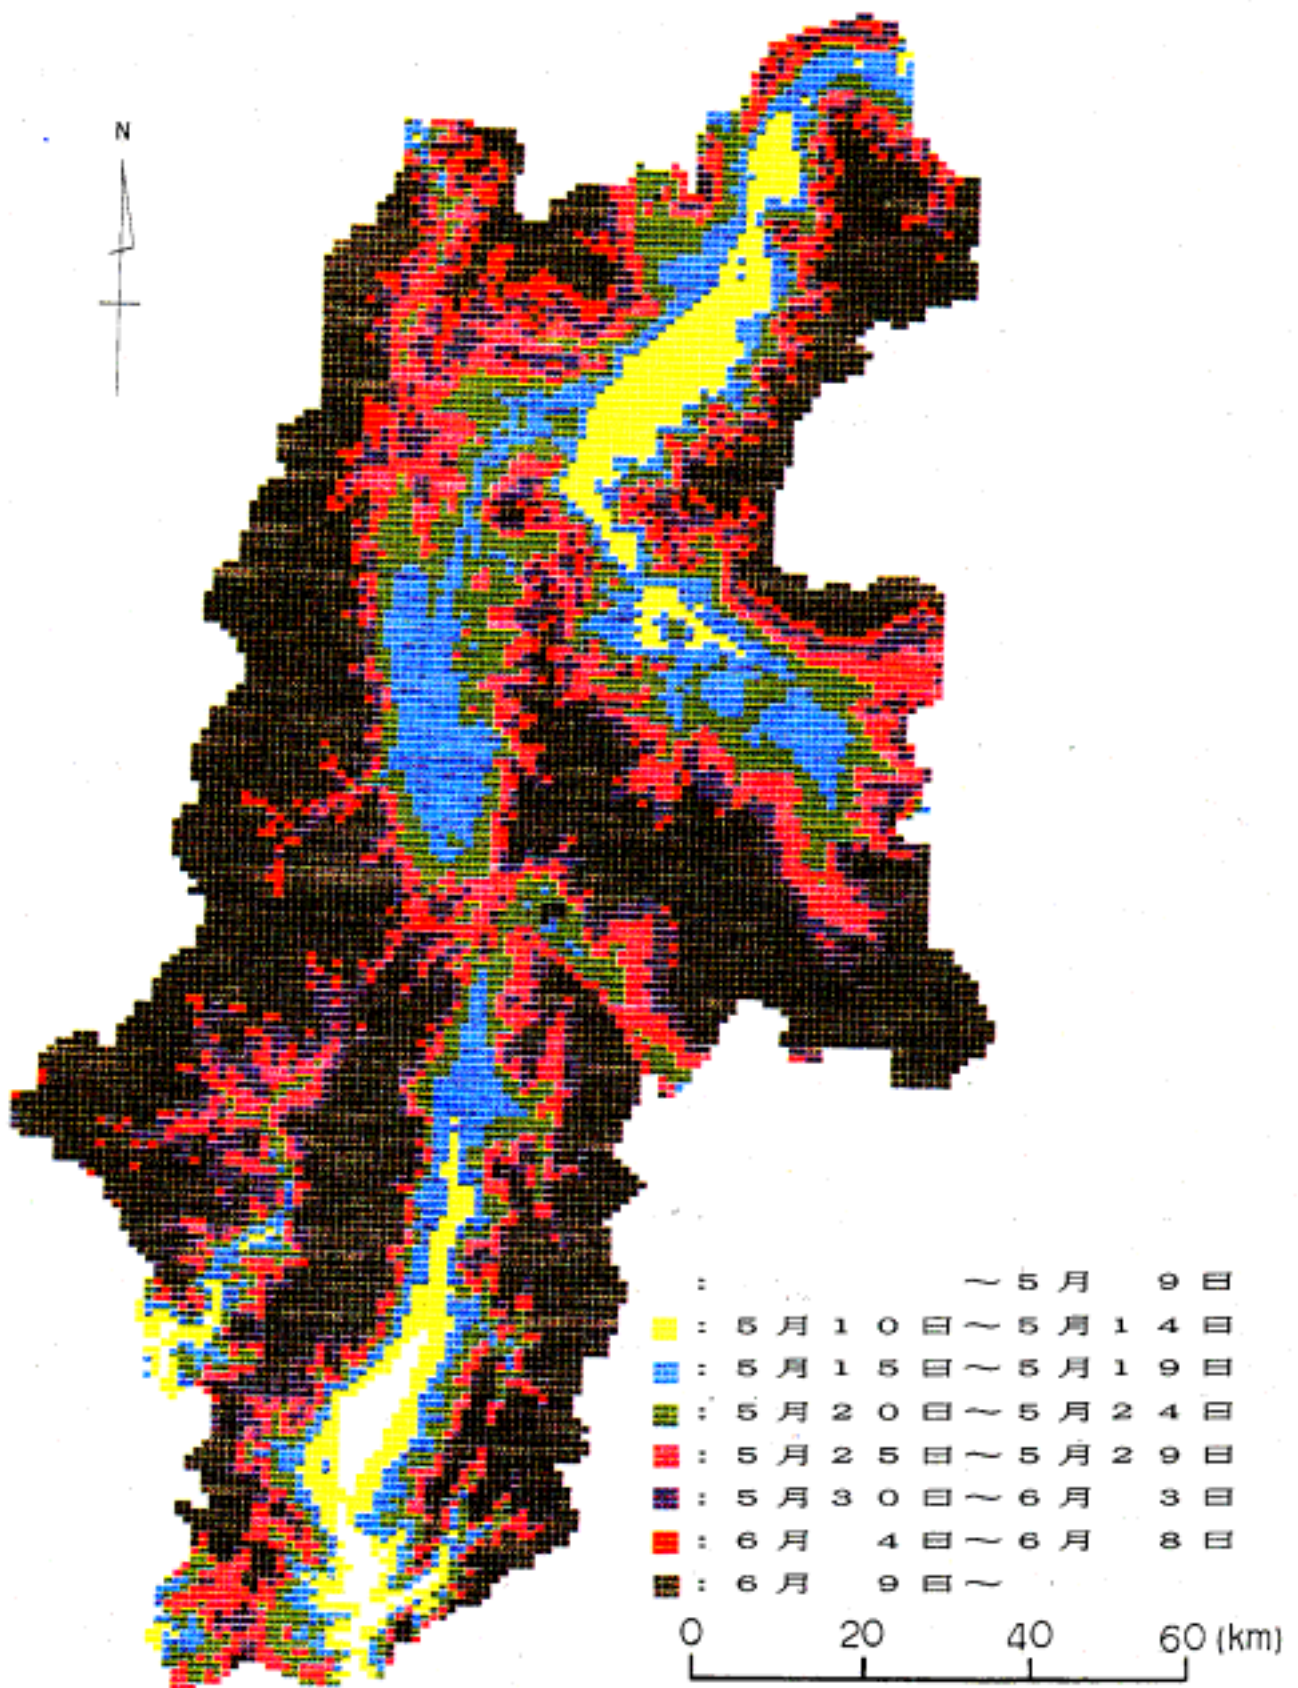 N
: ～5月 9日
: 5月10日～5月14日
: 5月15日～5月19日
: 5月20日～5月24日
: 5月25日～5月29日
: 5月30日～6月 3日
: 6月 4日～6月 8日
: 6月 9日～
0 20 40 60 (km)